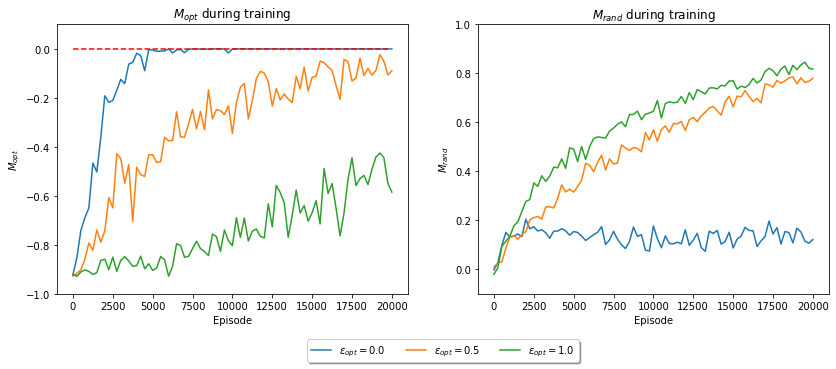 M_opt during training
M_rand during training
M_opt
0.0
−0.2
−0.4
−0.6
−0.8
−1.0
0 2500 5000 7500 10000 12500 15000 17500 20000
Episode
M_rand
1.0
0.8
0.6
0.4
0.2
0.0
0 2500 5000 7500 10000 12500 15000 17500 20000
Episode
ε_opt = 0.0 ε_opt = 0.5 ε_opt = 1.0